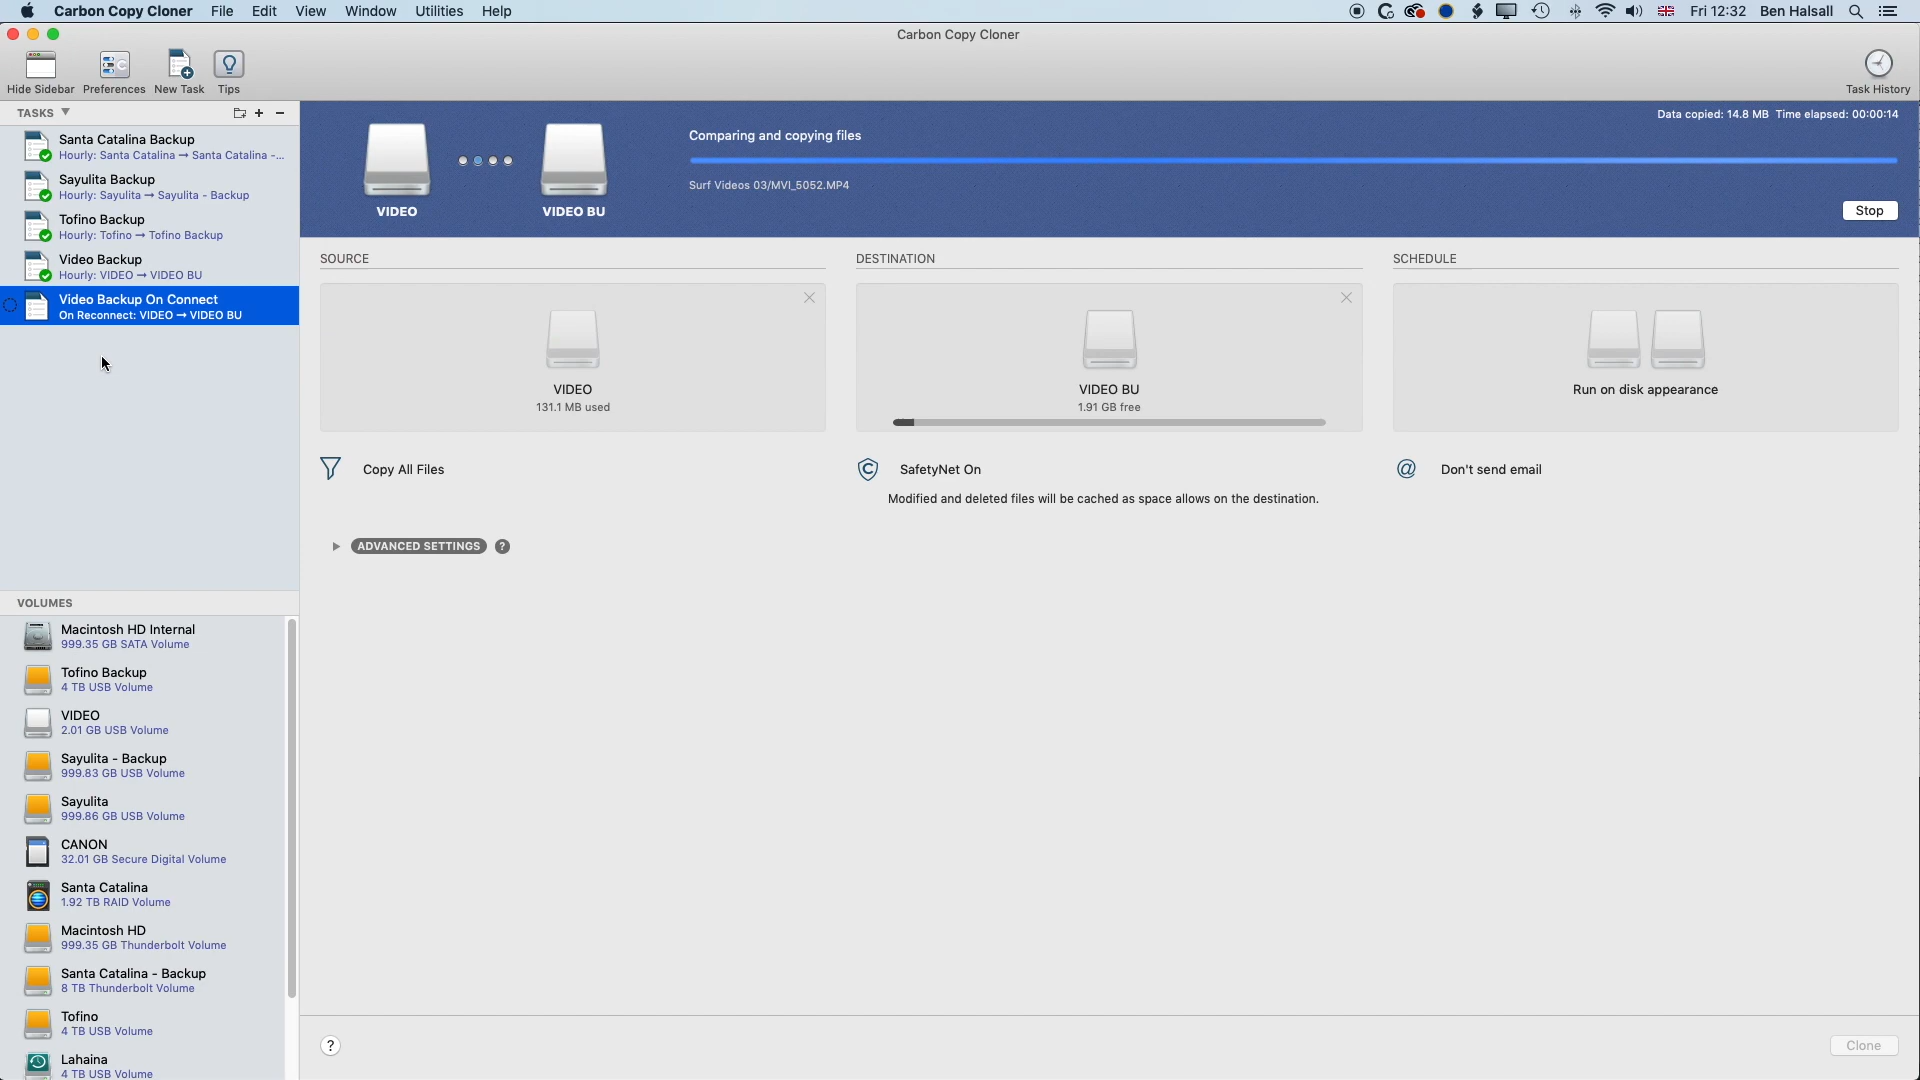 Carbon Copy Cloner File Edit View Window Utilities Help
Fri 12:32 Ben Halsall
Carbon Copy Cloner
Hide Sidebar Preferences New Task Tips
Task History
TASKS
Santa Catalina Backup
Hourly: Santa Catalina → Santa Catalina -...
Sayulita Backup
Hourly: Sayulita → Sayulita - Backup
Tofino Backup
Hourly: Tofino → Tofino Backup
Video Backup
Hourly: VIDEO → VIDEO BU
Video Backup On Connect
On Reconnect: VIDEO → VIDEO BU
VOLUMES
Macintosh HD Internal
999.35 GB SATA Volume
Tofino Backup
4 TB USB Volume
VIDEO
2.01 GB USB Volume
Sayulita - Backup
999.83 GB USB Volume
Sayulita
999.86 GB USB Volume
CANON
32.01 GB Secure Digital Volume
Santa Catalina
1.92 TB RAID Volume
Macintosh HD
999.35 GB Thunderbolt Volume
Santa Catalina - Backup
8 TB Thunderbolt Volume
Tofino
4 TB USB Volume
Lahaina
4 TB USB Volume
Data copied: 14.8 MB Time elapsed: 00:00:14
Comparing and copying files
Surf Videos 03/MVI_5052.MP4
VIDEO
VIDEO BU
Stop
SOURCE
VIDEO
131.1 MB used
Copy All Files
DESTINATION
VIDEO BU
1.91 GB free
SafetyNet On
Modified and deleted files will be cached as space allows on the destination.
SCHEDULE
Run on disk appearance
@ Don't send email
ADVANCED SETTINGS ?
?
Clone